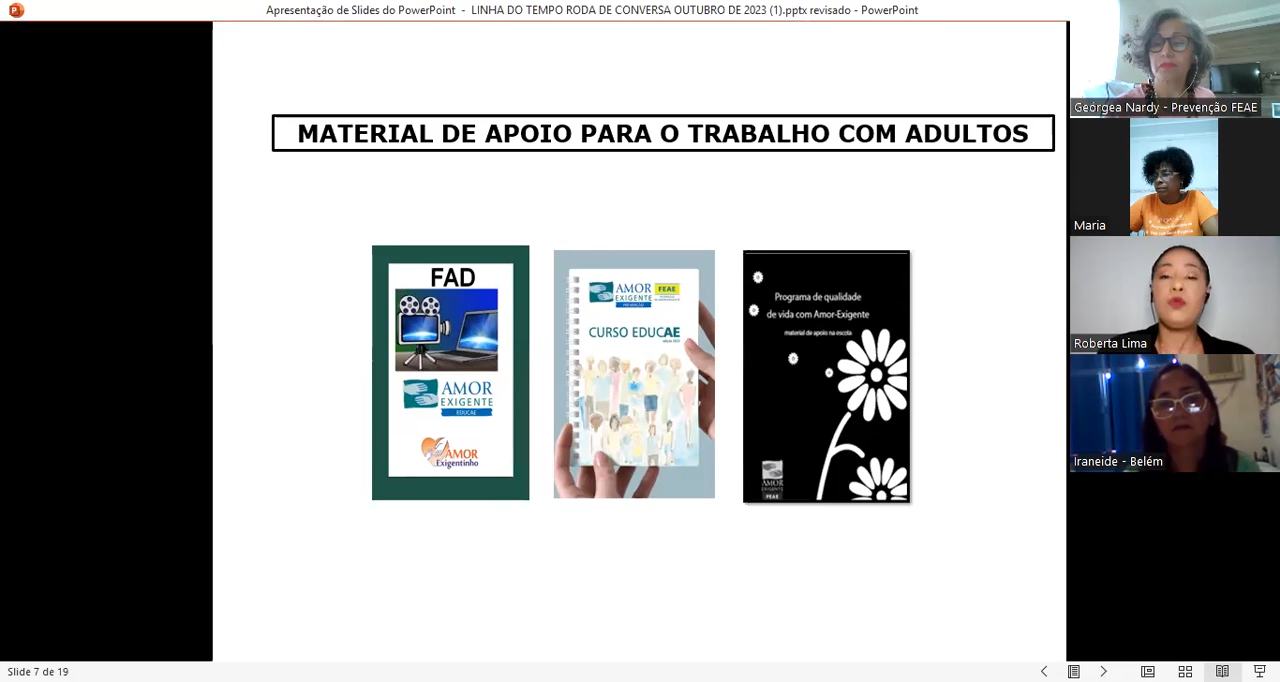 Apresentação de Slides do PowerPoint - LINHA DO TEMPO RODA DE CONVERSA OUTUBRO DE 2023 (1).pptx revisado - PowerPoint
MATERIAL DE APOIO PARA O TRABALHO COM ADULTOS
FAD
AMOR
EXIGENTE
EDUCAE
AMOR
Exigentinho
AMOR
EXIGENTE
PREVENÇÃO
FEAE
CURSO EDUCAE
Programa de qualidade
de vida com Amor-Exigente
material de apoio na escola
AMOR
EXIGENTE
FEAE
Geórgea Nardy - Prevenção FEAE
Maria
Roberta Lima
Iraneide - Belém
Slide 7 de 19